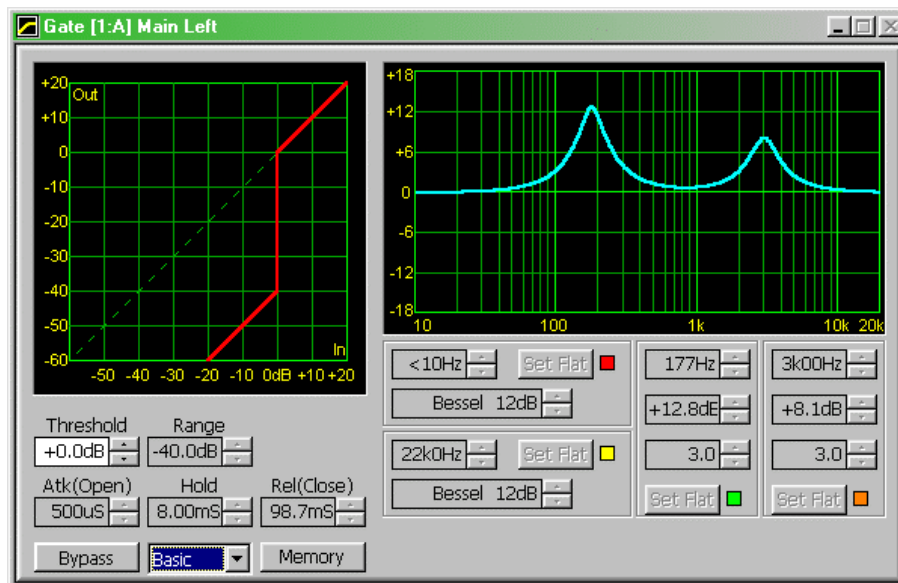 Gate [1:A] Main Left
+20 Out
+10
0
-10
-20
-30
-40
-50
-60 In
-50 -40 -30 -20 -10 0dB +10 +20
+18
+12
+6
0
-6
-12
-18
10 100 1k 10k 20k
<10Hz Set Flat
Bessel 12dB
22k0Hz Set Flat
Bessel 12dB
177Hz
+12.8dE
3.0
Set Flat
3k00Hz
+8.1dB
3.0
Set Flat
Threshold Range
+0.0dB -40.0dB
Atk(Open) Hold Rel(Close)
500uS 8.00mS 98.7mS
Bypass Basic Memory